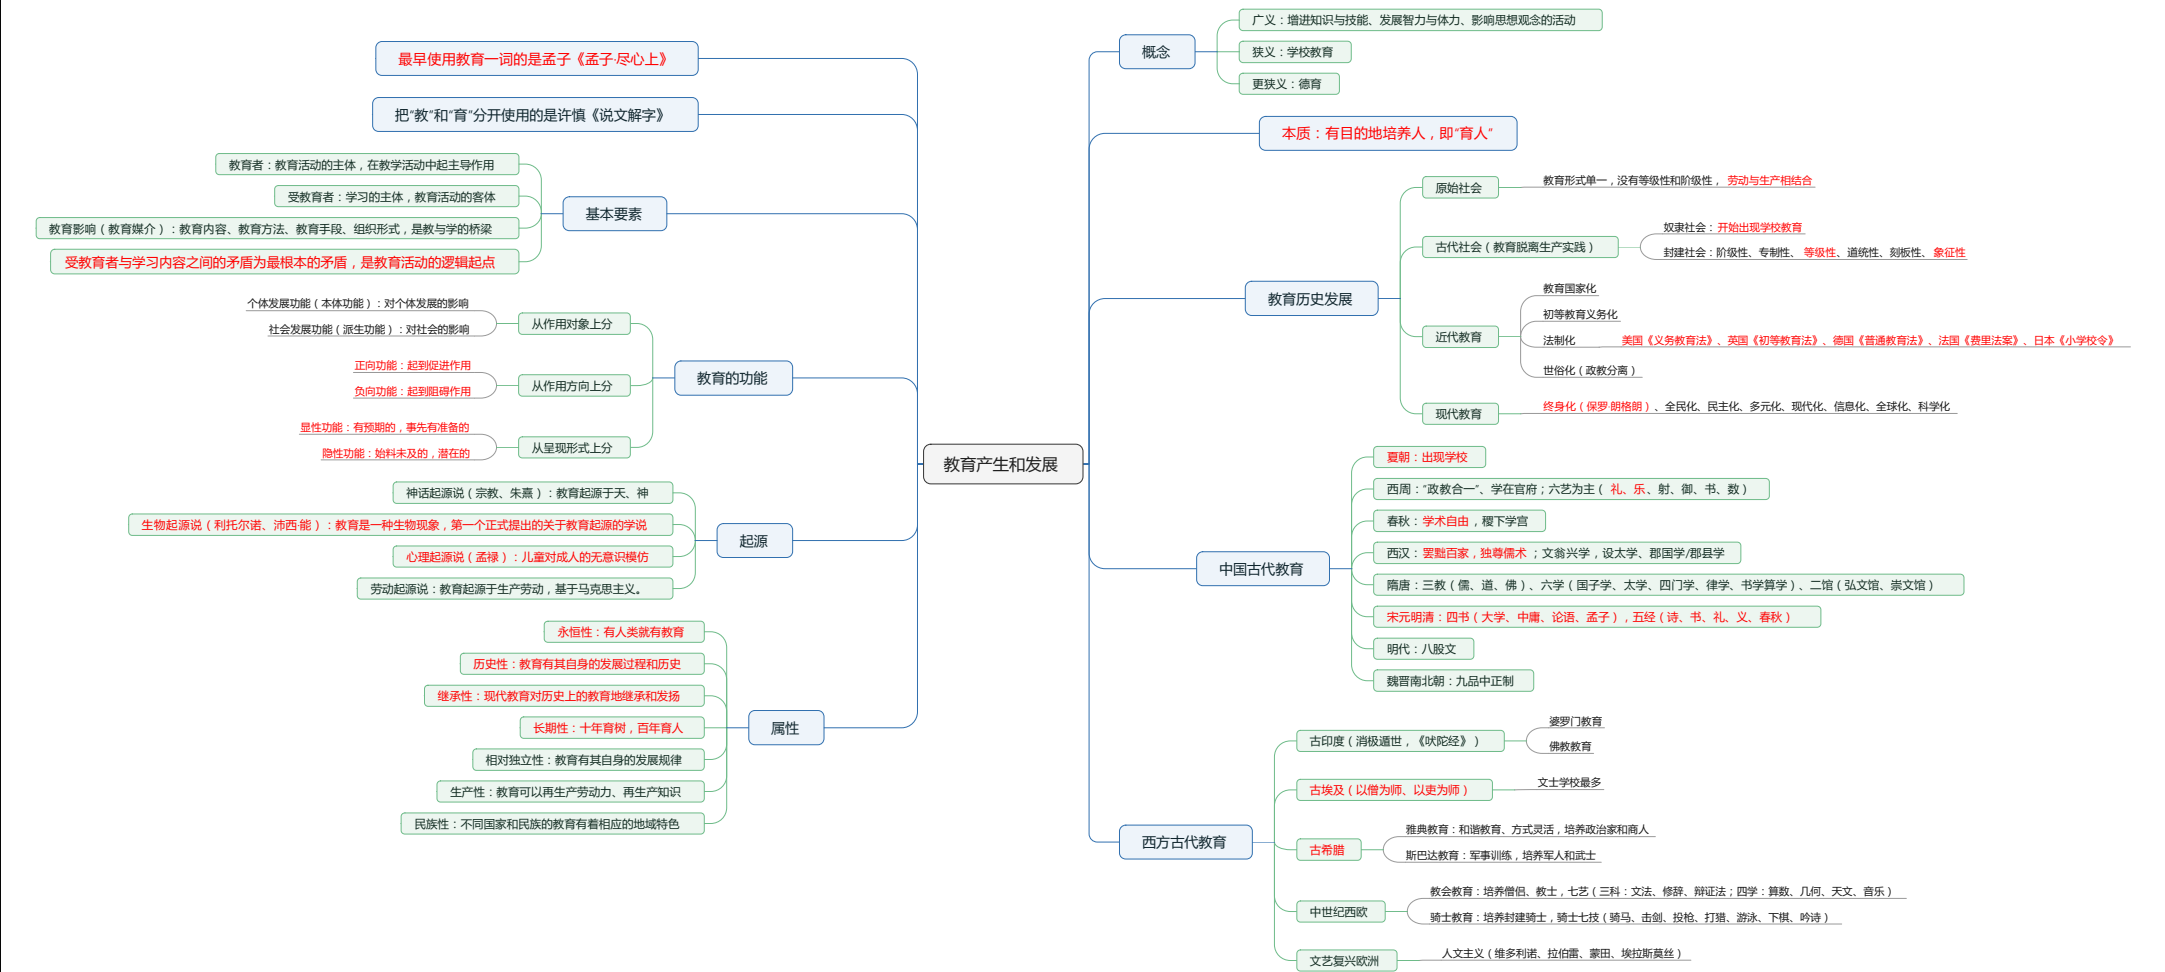 教育产生和发展
最早使用教育一词的是孟子《孟子·尽心上》
把“教”和“育”分开使用的是许慎《说文解字》
基本要素
教育者：教育活动的主体，在教学活动中起主导作用
受教育者：学习的主体，教育活动的客体
教育影响（教育媒介）：教育内容、教育方法、教育手段、组织形式，是教与学的桥梁
受教育者与学习内容之间的矛盾为最根本的矛盾，是教育活动的逻辑起点
教育的功能
从作用对象上分
个体发展功能（本体功能）：对个体发展的影响
社会发展功能（派生功能）：对社会的影响
从作用方向上分
正向功能：起到促进作用
负向功能：起到阻碍作用
从呈现形式上分
显性功能：有预期的，事先有准备的
隐性功能：始料未及的，潜在的
起源
神话起源说（宗教、朱熹）：教育起源于天、神
生物起源说（利托尔诺、沛西·能）：教育是一种生物现象，第一个正式提出的关于教育起源的学说
心理起源说（孟禄）：儿童对成人的无意识模仿
劳动起源说：教育起源于生产劳动，基于马克思主义。
属性
永恒性：有人类就有教育
历史性：教育有其自身的发展过程和历史
继承性：现代教育对历史上的教育地继承和发扬
长期性：十年育树，百年育人
相对独立性：教育有其自身的发展规律
生产性：教育可以再生产劳动力、再生产知识
民族性：不同国家和民族的教育有着相应的地域特色
概念
广义：增进知识与技能、发展智力与体力、影响思想观念的活动
狭义：学校教育
更狭义：德育
本质：有目的地培养人，即“育人”
教育历史发展
原始社会
教育形式单一，没有等级性和阶级性，劳动与生产相结合
古代社会（教育脱离生产实践）
奴隶社会：开始出现学校教育
封建社会：阶级性、专制性、等级性、道统性、刻板性、象征性
近代教育
教育国家化
初等教育义务化
法制化
美国《义务教育法》、英国《初等教育法》、德国《普通教育法》、法国《费里法案》、日本《小学校令》
世俗化（政教分离）
现代教育
终身化（保罗·朗格朗）、全民化、民主化、多元化、现代化、信息化、全球化、科学化
中国古代教育
夏朝：出现学校
西周：“政教合一”、学在官府；六艺为主（礼、乐、射、御、书、数）
春秋：学术自由，稷下学宫
西汉：罢黜百家，独尊儒术；文翁兴学，设太学、郡国学/郡县学
隋唐：三教（儒、道、佛）、六学（国子学、太学、四门学、律学、书学算学）、二馆（弘文馆、崇文馆）
宋元明清：四书（大学、中庸、论语、孟子），五经（诗、书、礼、义、春秋）
明代：八股文
魏晋南北朝：九品中正制
西方古代教育
古印度（消极遁世，《吠陀经》）
婆罗门教育
佛教教育
古埃及（以僧为师、以吏为师）
文士学校最多
古希腊
雅典教育：和谐教育、方式灵活，培养政治家和商人
斯巴达教育：军事训练，培养军人和武士
中世纪西欧
教会教育：培养僧侣、教士，七艺（三科：文法、修辞、辩证法；四学：算数、几何、天文、音乐）
骑士教育：培养封建骑士，骑士七技（骑马、击剑、投枪、打猎、游泳、下棋、吟诗）
文艺复兴欧洲
人文主义（维多利诺、拉伯雷、蒙田、埃拉斯莫丝）